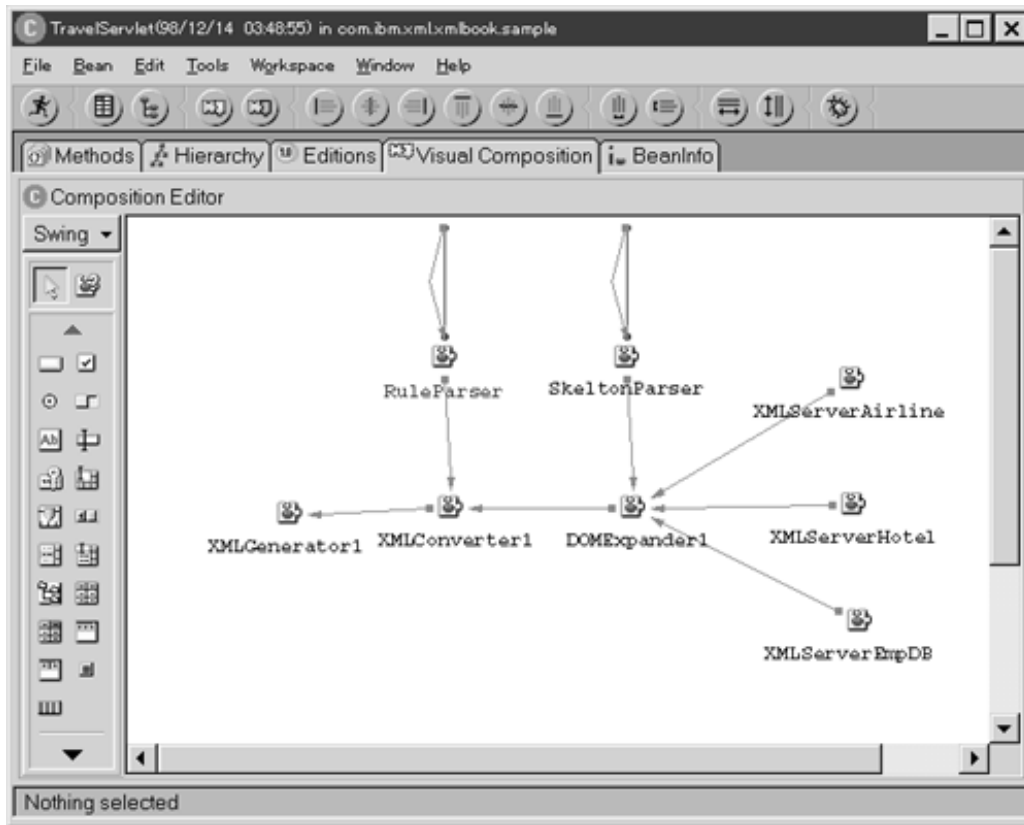 TravelServlet(98/12/14 03:48:55) in com.ibm.xml.xmlbook.sample
File Bean Edit Tools Workspace Window Help
Methods Hierarchy Editions Visual Composition BeanInfo
Composition Editor
Swing
RuleParser
SkeltonParser
XMLServerAirline
XMLGenerator1
XMLConverter1
DOMExpander1
XMLServerHotel
XMLServerEmpDB
Nothing selected